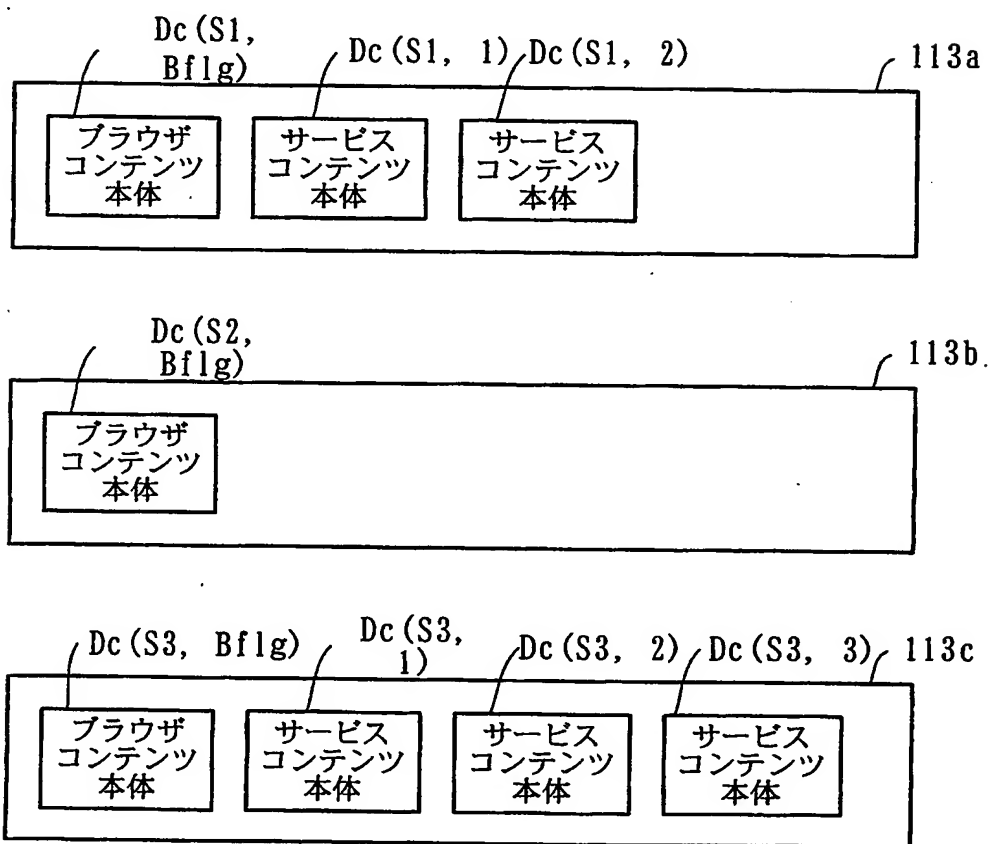 Dc(S1,
Bflg)
Dc(S1, 1)
Dc(S1, 2)
113a
ブラウザ
コンテンツ
本体
サービス
コンテンツ
本体
サービス
コンテンツ
本体
Dc(S2,
Bflg)
113b
ブラウザ
コンテンツ
本体
Dc(S3, Bflg)
Dc(S3,
1)
Dc(S3, 2)
Dc(S3, 3)
113c
ブラウザ
コンテンツ
本体
サービス
コンテンツ
本体
サービス
コンテンツ
本体
サービス
コンテンツ
本体